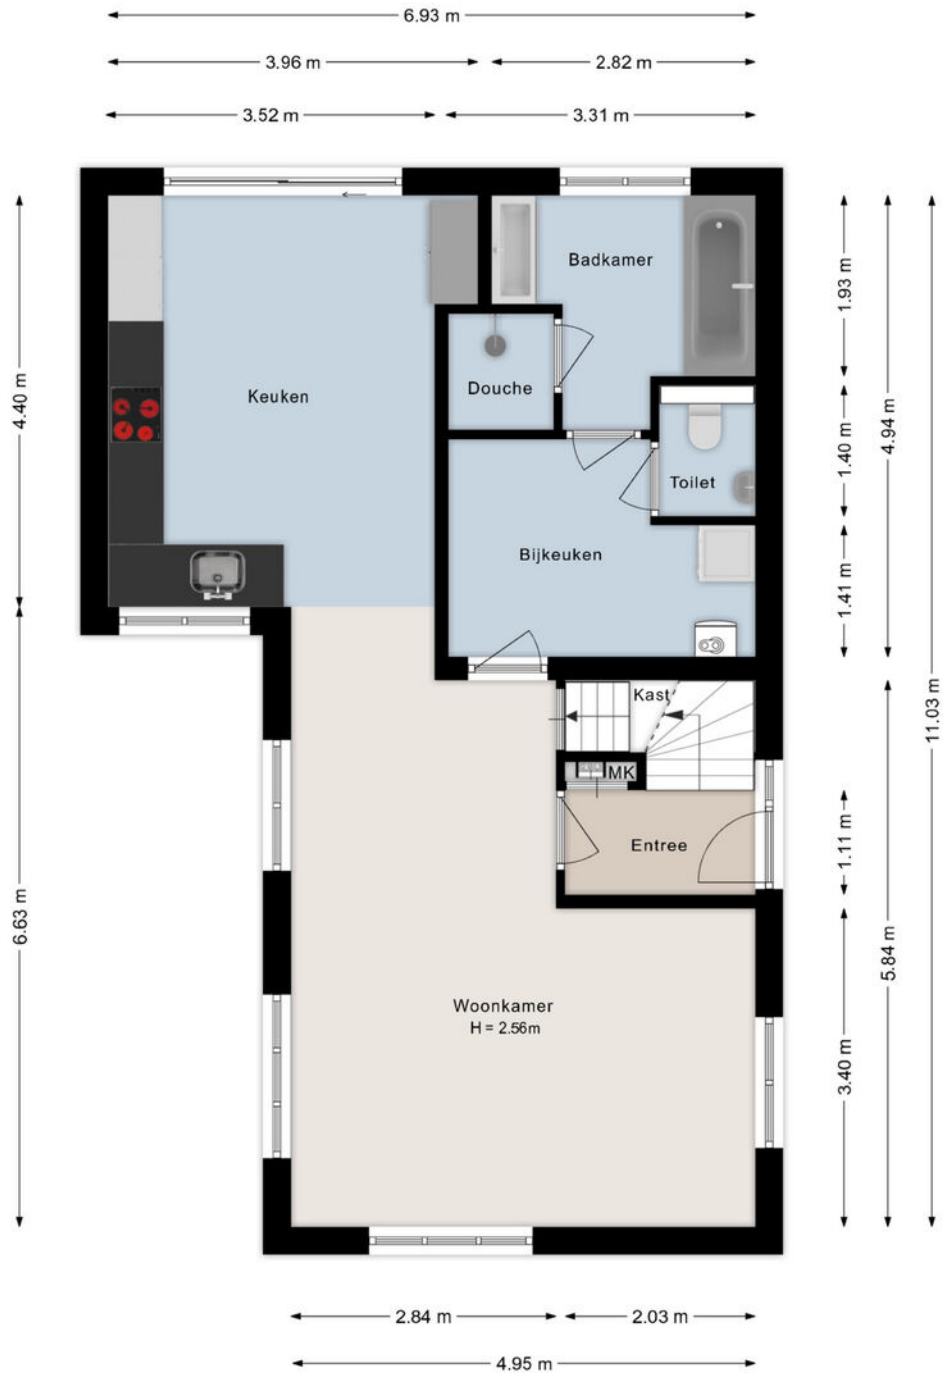 6.93 m
3.96 m
2.82 m
3.52 m
3.31 m
Badkamer
1.93 m
Keuken
Douche
4.40 m
1.40 m
4.94 m
Toilet
Bijkeuken
1.41 m
Kast
11.03 m
MK
Entree
1.11 m
6.63 m
5.84 m
Woonkamer
H = 2.56m
3.40 m
2.84 m
2.03 m
4.95 m